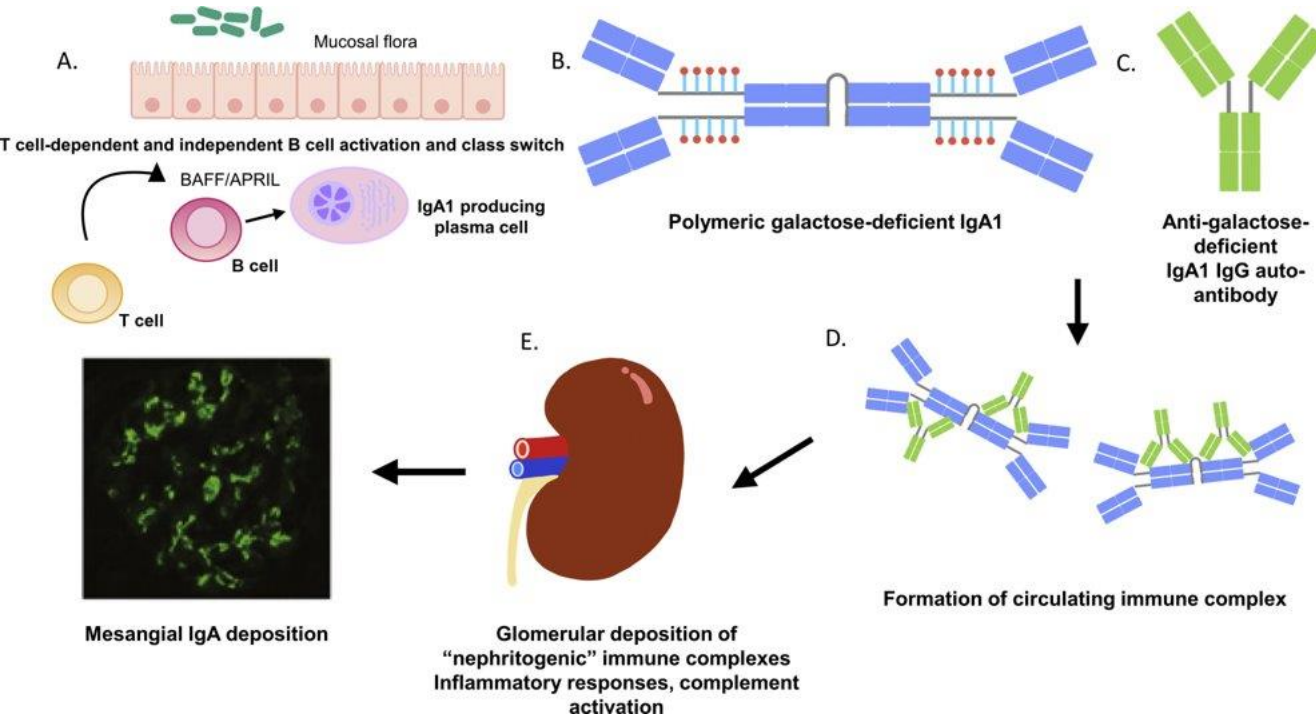 A.
Mucosal flora
T cell-dependent and independent B cell activation and class switch
BAFF/APRIL
IgA1 producing
plasma cell
B cell
T cell
B.
Polymeric galactose-deficient IgA1
C.
Anti-galactose-
deficient
IgA1 IgG auto-
antibody
D.
Formation of circulating immune complex
E.
Glomerular deposition of
“nephritogenic” immune complexes
Inflammatory responses, complement
activation
Mesangial IgA deposition